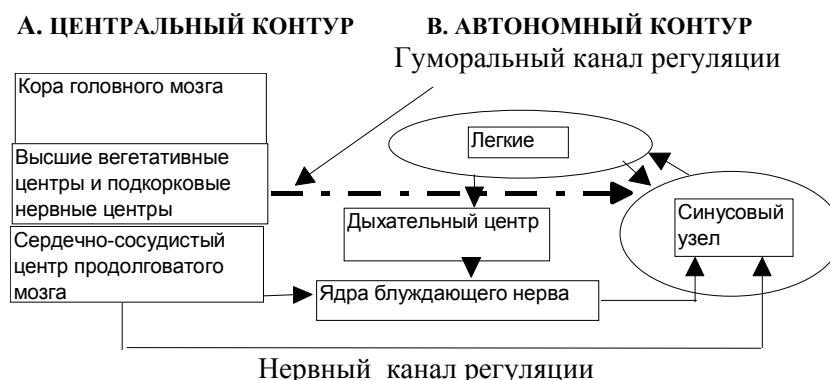 А. ЦЕНТРАЛЬНЫЙ КОНТУР
В. АВТОНОМНЫЙ КОНТУР
Гуморальный канал регуляции
Кора головного мозга
Высшие вегетативные
центры и подкорковые
нервные центры
Сердечно-сосудистый
центр продолговатого
мозга
Легкие
Дыхательный центр
Ядра блуждающего нерва
Синусовый
узел
Нервный канал регуляции